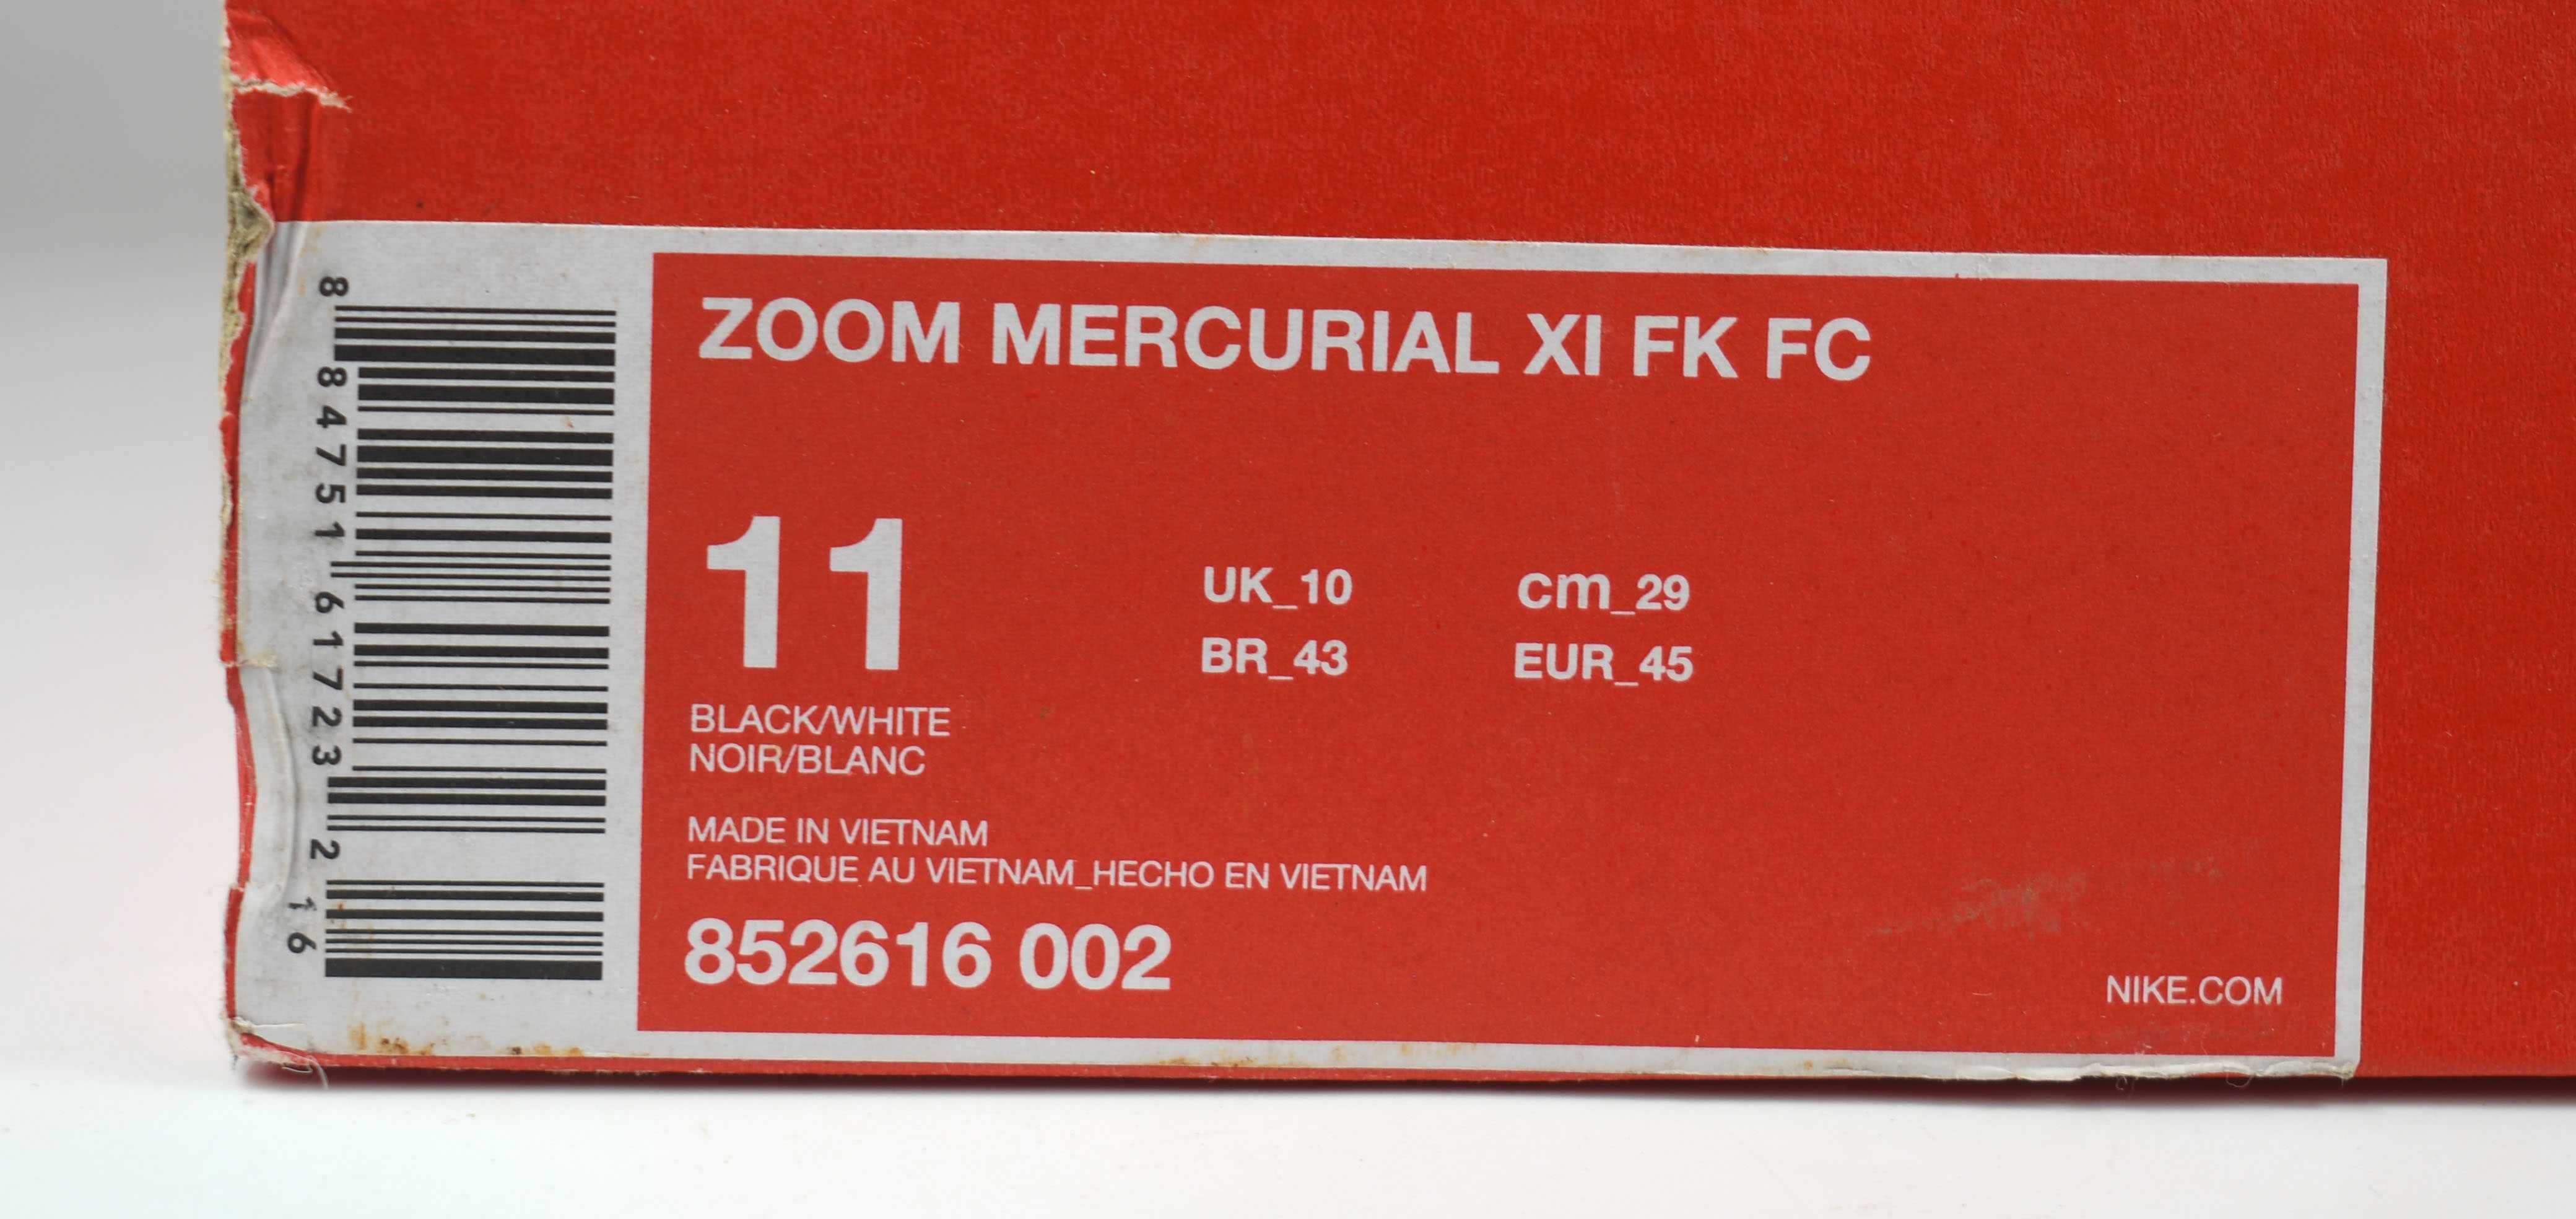 8 84751 61723 2
16
ZOOM MERCURIAL XI FK FC
11
UK_10 cm_29
BR_43 EUR_45
BLACK/WHITE
NOIR/BLANC
MADE IN VIETNAM
FABRIQUE AU VIETNAM_HECHO EN VIETNAM
852616 002
NIKE.COM